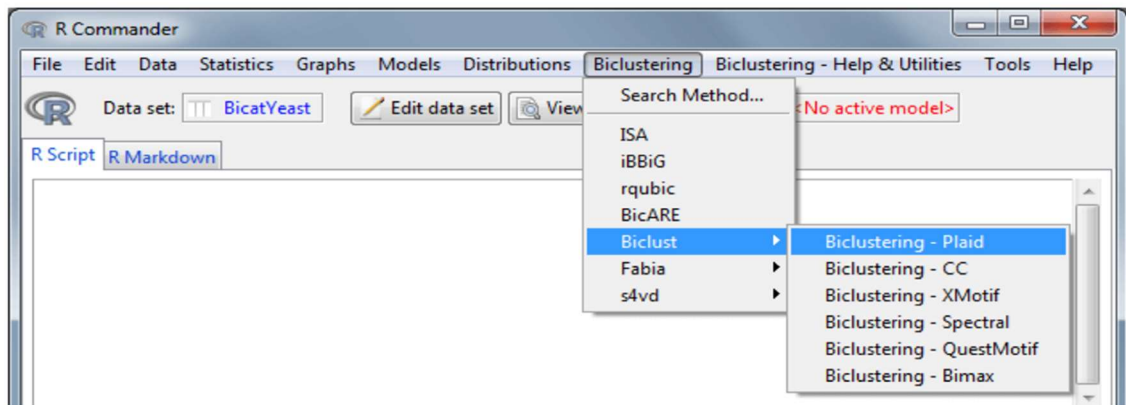 R Commander
File Edit Data Statistics Graphs Models Distributions Biclustering Biclustering - Help & Utilities Tools Help
R Data set: BicatYeast Edit data set View <No active model>
R Script R Markdown
Search Method...
ISA
iBBiG
rqubic
BicARE
Biclust
Fabia
s4vd
Biclustering - Plaid
Biclustering - CC
Biclustering - XMotif
Biclustering - Spectral
Biclustering - QuestMotif
Biclustering - Bimax